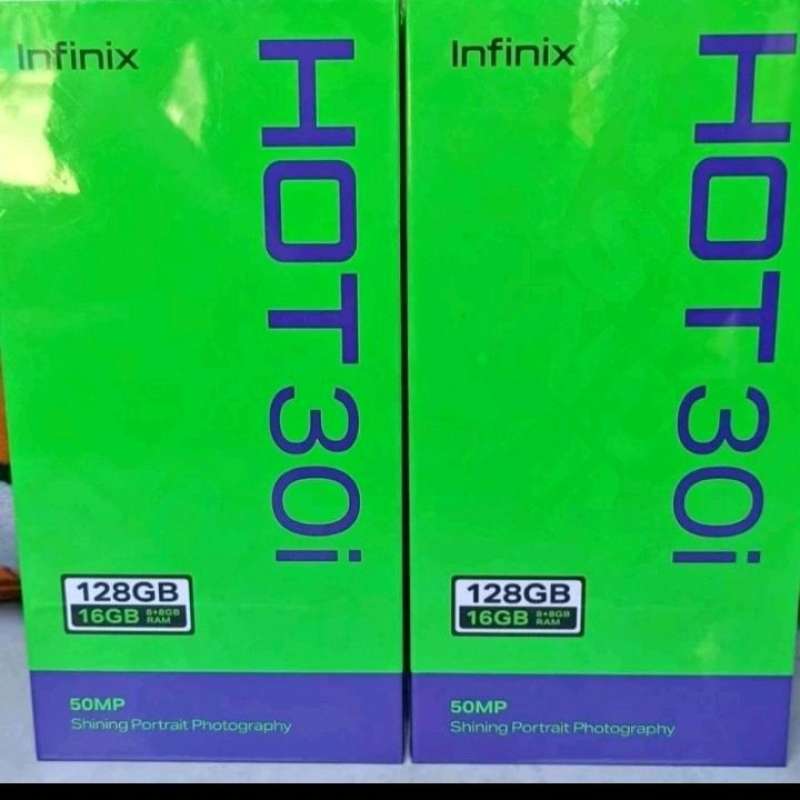 Infinix
HOT 30i
128GB
16GB 8+8GB RAM
50MP
Shining Portrait Photography
Infinix
HOT 30i
128GB
16GB 8+8GB RAM
50MP
Shining Portrait Photography